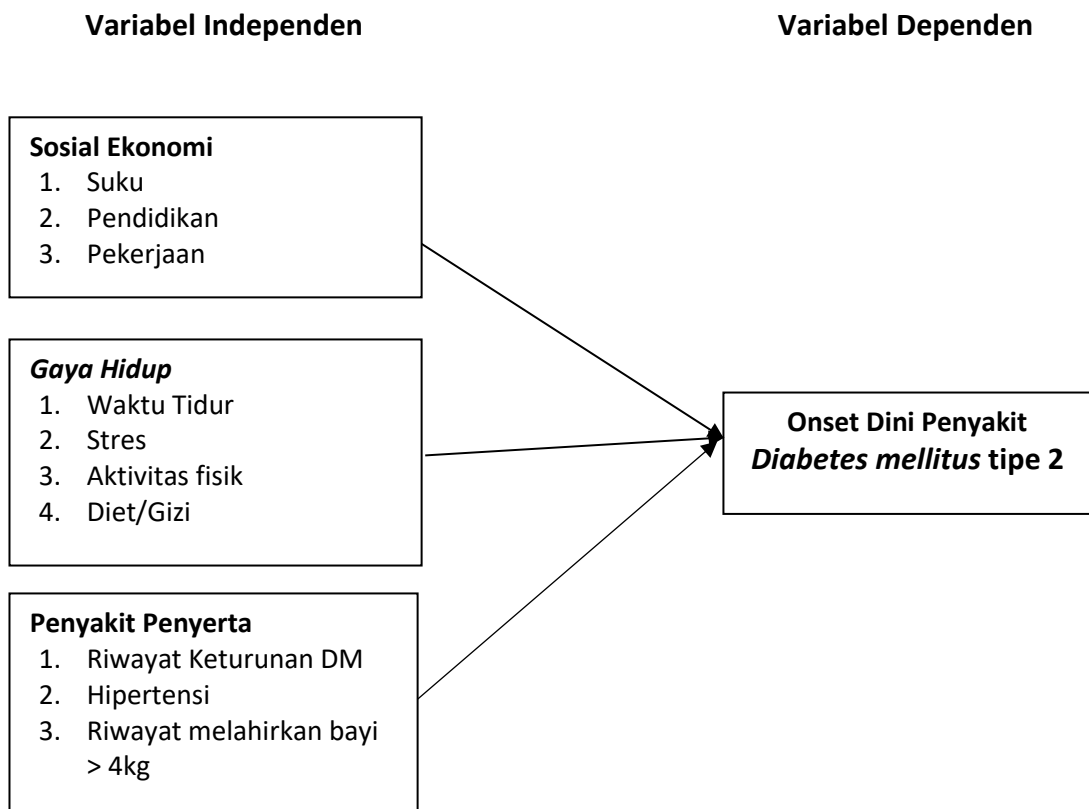 Variabel Independen
Variabel Dependen
Sosial Ekonomi
1. Suku
2. Pendidikan
3. Pekerjaan
Gaya Hidup
1. Waktu Tidur
2. Stres
3. Aktivitas fisik
4. Diet/Gizi
Penyakit Penyerta
1. Riwayat Keturunan DM
2. Hipertensi
3. Riwayat melahirkan bayi
> 4kg
Onset Dini Penyakit
Diabetes mellitus tipe 2